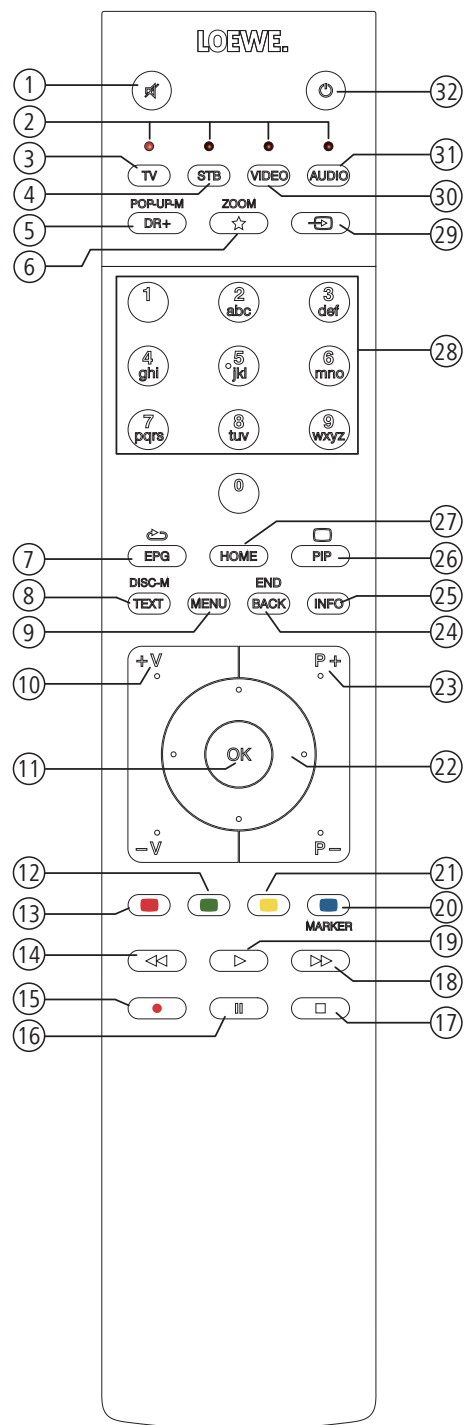 LOEWE.
1
32
2
3
TV
STB
VIDEO
AUDIO
31
4
30
POP-UP-M
ZOOM
5
DR+
29
6
1
2
abc
3
def
4
ghi
5
jkl
6
mno
28
7
pqrs
8
tuv
9
wxyz
0
27
7
EPG
HOME
PIP
26
DISC-M
END
8
TEXT
MENU
BACK
INFO
25
9
24
+V
P+
10
23
11
OK
22
–V
P–
12
21
13
20
MARKER
14
19
18
15
16
17